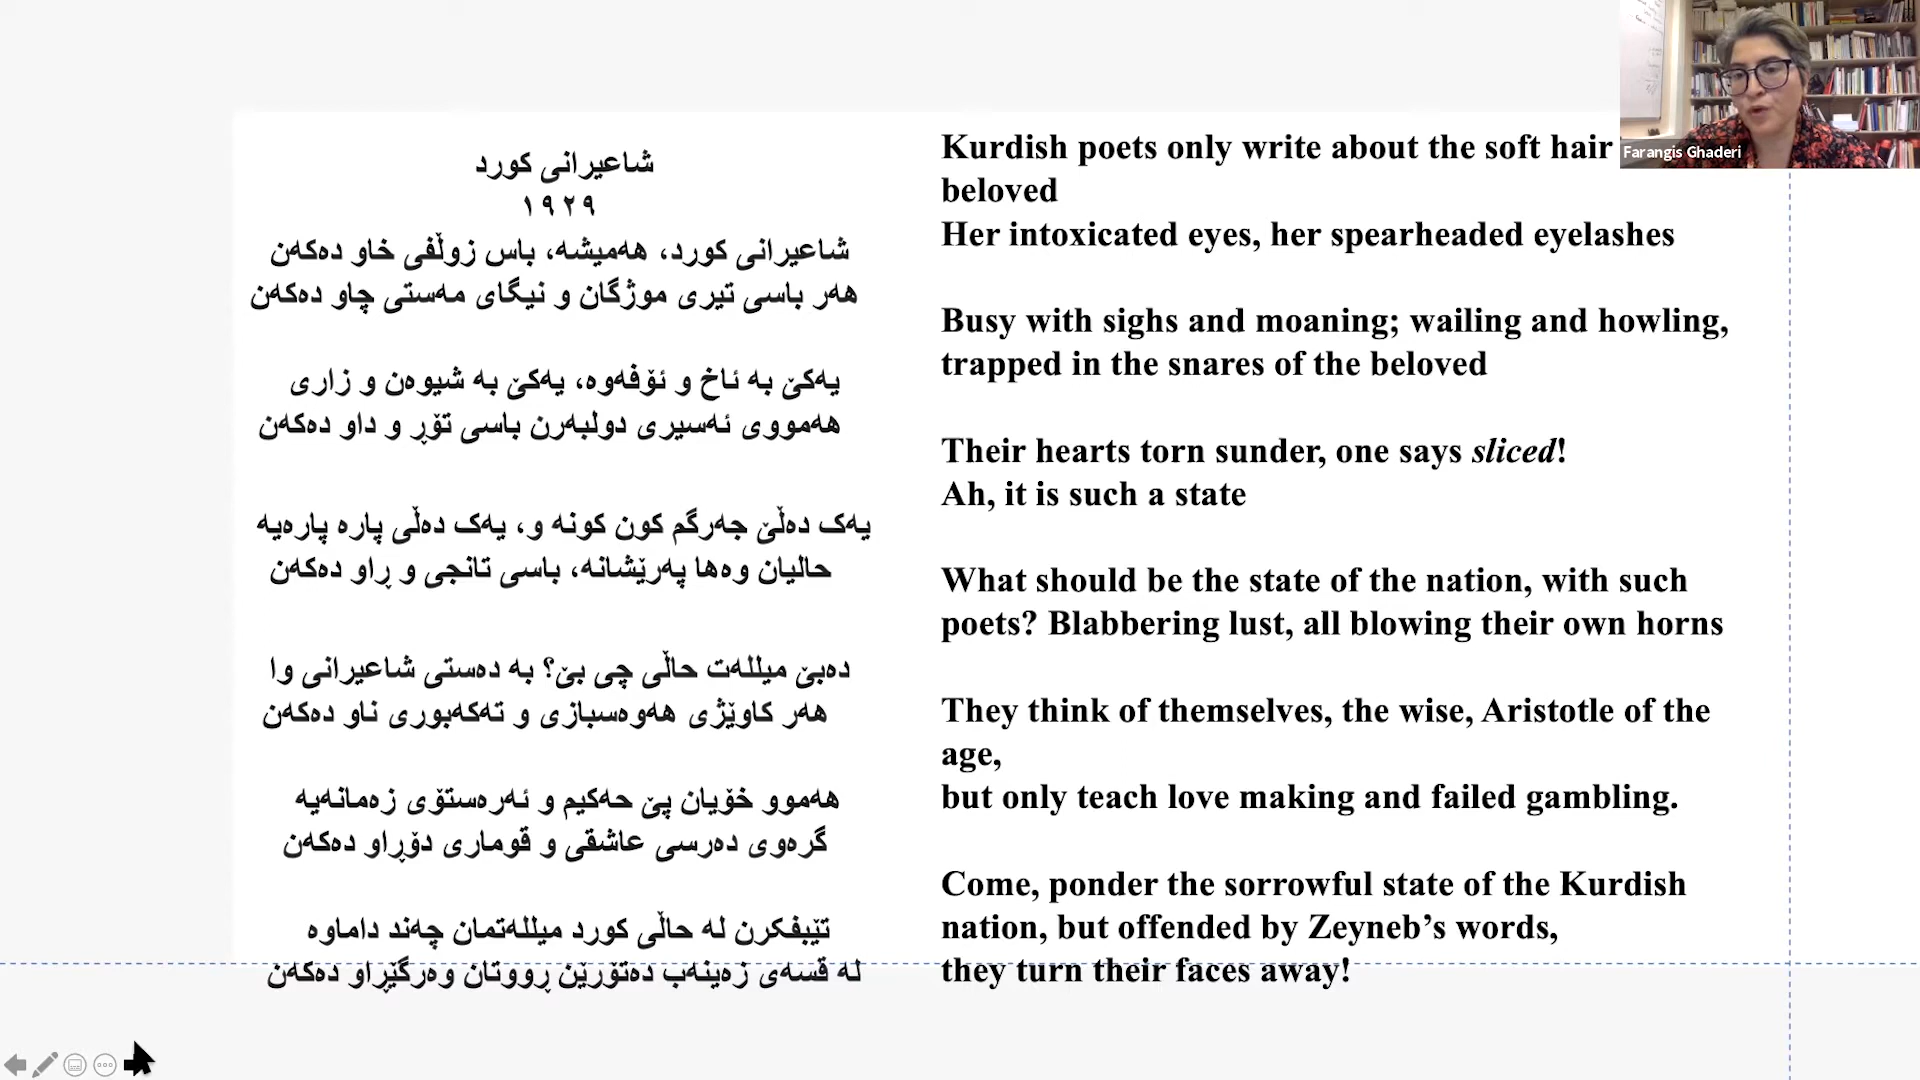 شاعیرانی کورد
١٩٢٩
شاعیرانی کورد، هەمیشە، باس زوڵفی خاو دەکەن
هەر باسی تیری موژگان و نیگای مەستی چاو دەکەن
یەکێ بە ئاخ و ئۆفەوە، یەکێ بە شیوەن و زاری
هەمووی ئەسیری دولبەرن باسی تۆڕ و داو دەکەن
یەک دەڵێ جەرگم کون کونە و، یەک دەڵی پارە پارەیە
حالیان وەها پەرێشانە، باسی تانجی و ڕاو دەکەن
دەبێ میللەت حاڵی چی بێ؟ بە دەستی شاعیرانی وا
هەر کاوێژی هەوەسبازی و تەکەبوری ناو دەکەن
هەموو خۆیان پێ حەکیم و ئەرەستۆی زەمانەیە
گرەوی دەرسی عاشقی و قوماری دۆڕاو دەکەن
تێبفکرن لە حاڵی کورد میللەتمان چەند داماوە
لە قسەی زەینەب دەتۆرێن ڕووتان وەرگێڕاو دەکەن
Kurdish poets only write about the soft hair
beloved
Her intoxicated eyes, her spearheaded eyelashes
Busy with sighs and moaning; wailing and howling,
trapped in the snares of the beloved
Their hearts torn sunder, one says sliced!
Ah, it is such a state
What should be the state of the nation, with such
poets? Blabbering lust, all blowing their own horns
They think of themselves, the wise, Aristotle of the
age,
but only teach love making and failed gambling.
Come, ponder the sorrowful state of the Kurdish
nation, but offended by Zeyneb’s words,
they turn their faces away!
Farangis Ghaderi